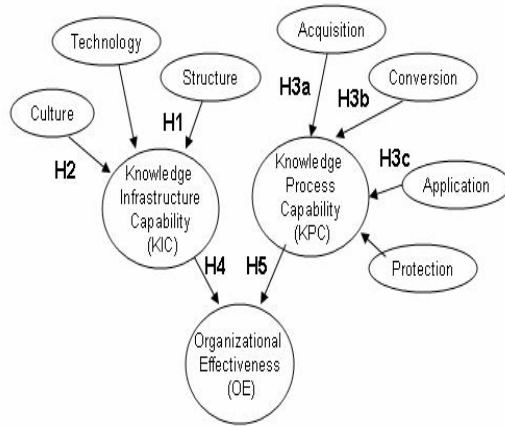 Acquisition
Technology
H3a
Structure
Conversion
H3b
H1
Culture
H3c
H2
Knowledge
Infrastructure
Capability
(KIC)
Knowledge
Process
Capability
(KPC)
Application
H4
H5
Protection
Organizational
Effectiveness
(OE)